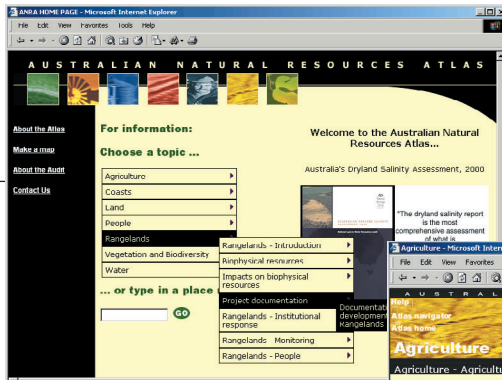 ANRA HOME PAGE - Microsoft Internet Explorer
File Edit View Favorites Tools Help
AUSTRALIAN NATURAL RESOURCES ATLAS
About the Atlas
Make a map
About the Audit
Contact Us
For information:
Choose a topic ...
Agriculture
Coasts
Land
People
Rangelands
Vegetation and Biodiversity
Water
... or type in a place
GO
Rangelands - Introduction
Biophysical resources
Impacts on biophysical
resources
Project documentation
Rangelands - Institutional
response
Rangelands - Monitoring
Rangelands - People
Documentati
development
Rangelands
Welcome to the Australian Natural
Resources Atlas...
Australia's Dryland Salinity Assessment, 2000
"The dryland salinity report
is the most
comprehensive assessment
of what is
Agriculture - Microsoft Intern
File Edit View Favorites
A U S T R A L
Help
Atlas navigator
Atlas home
Agriculture
Agriculture - Agricult